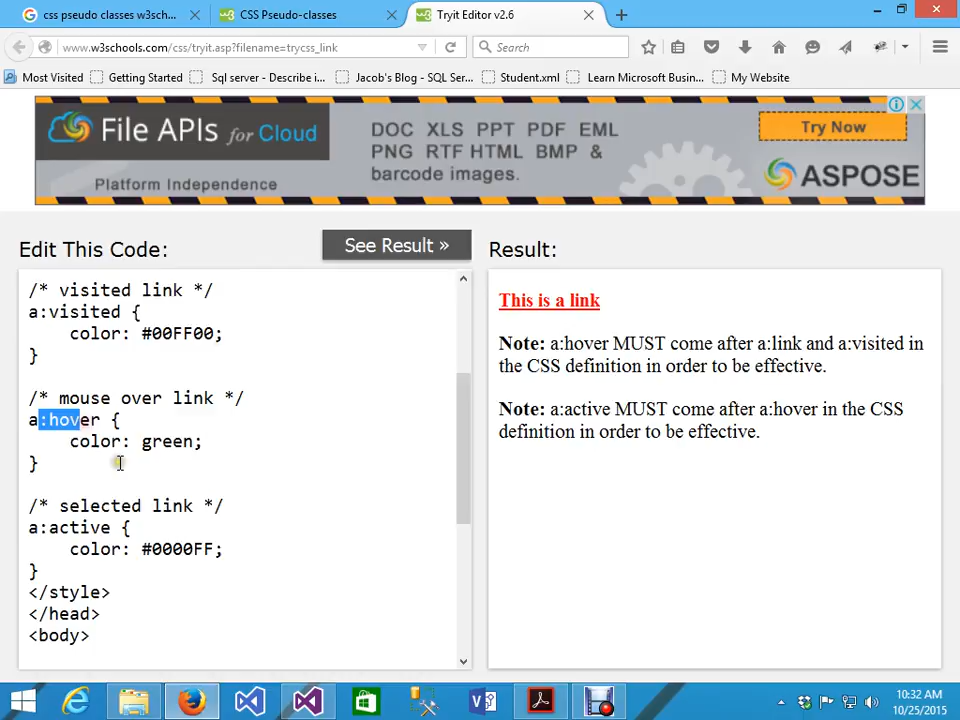 css pseudo classes w3sch...
CSS Pseudo-classes
Tryit Editor v2.6
www.w3schools.com/css/tryit.asp?filename=trycss_link
Search
Most Visited
Getting Started
Sql server - Describe i...
Jacob's Blog - SQL Ser...
Student.xml
Learn Microsoft Busin...
My Website
File APIs for Cloud
Platform Independence
DOC XLS PPT PDF EML
PNG RTF HTML BMP &
barcode images.
Try Now
ASPOSE
Edit This Code:
See Result »
Result:
/* visited link */
a:visited {
    color: #00FF00;
}
/* mouse over link */
a:hover {
    color: green;
}
/* selected link */
a:active {
    color: #0000FF;
}
</style>
</head>
<body>
This is a link
Note: a:hover MUST come after a:link and a:visited in
the CSS definition in order to be effective.
Note: a:active MUST come after a:hover in the CSS
definition in order to be effective.
10:32 AM
10/25/2015